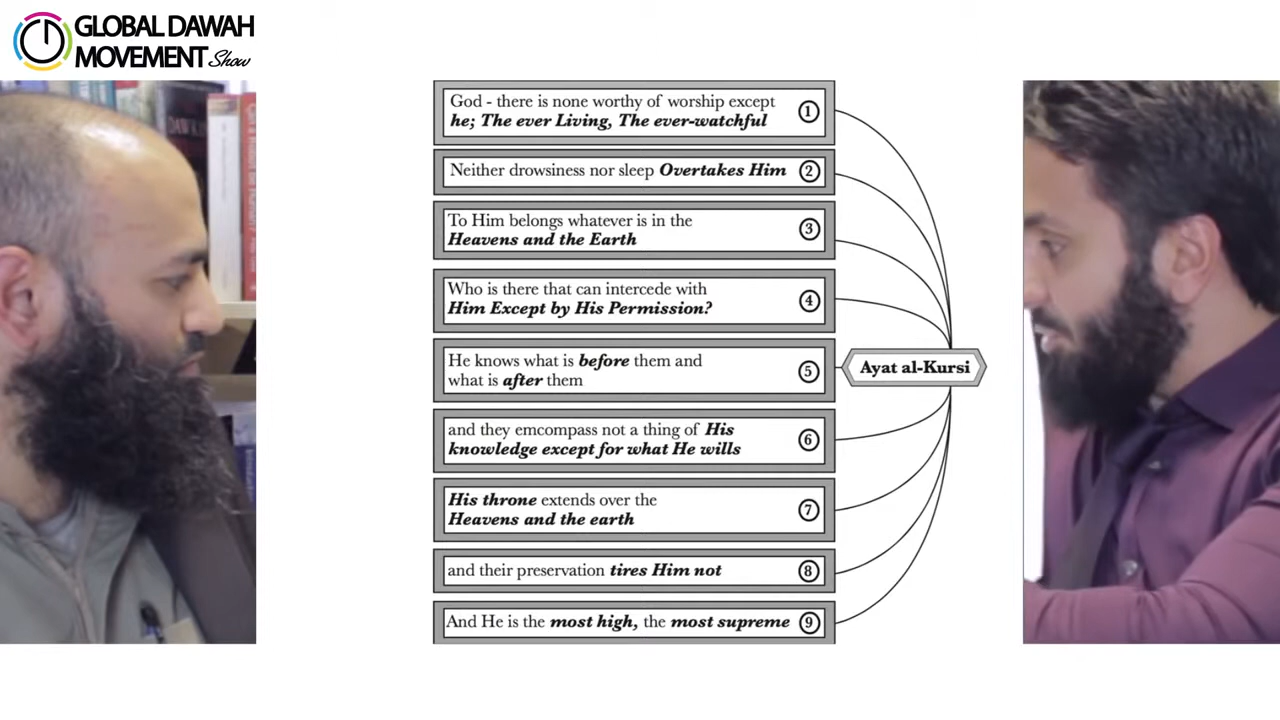 GLOBAL DAWAH
MOVEMENT Show
God - there is none worthy of worship except
he; The ever Living, The ever-watchful
1
Neither drowsiness nor sleep Overtakes Him
2
To Him belongs whatever is in the
Heavens and the Earth
3
Who is there that can intercede with
Him Except by His Permission?
4
He knows what is before them and
what is after them
5
and they emcompass not a thing of His
knowledge except for what He wills
6
His throne extends over the
Heavens and the earth
7
and their preservation tires Him not
8
And He is the most high, the most supreme
9
Ayat al-Kursi